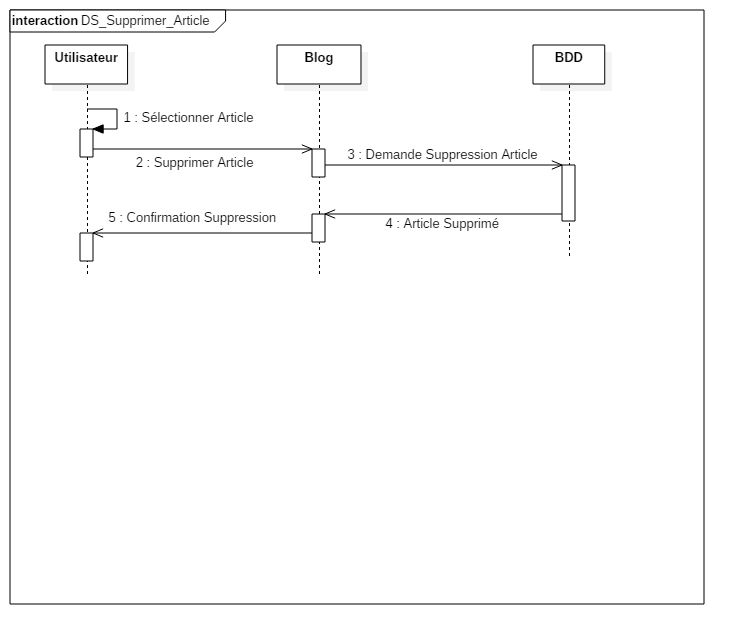 interaction DS_Supprimer_Article
Utilisateur
Blog
BDD
1 : Sélectionner Article
2 : Supprimer Article
3 : Demande Suppression Article
4 : Article Supprimé
5 : Confirmation Suppression